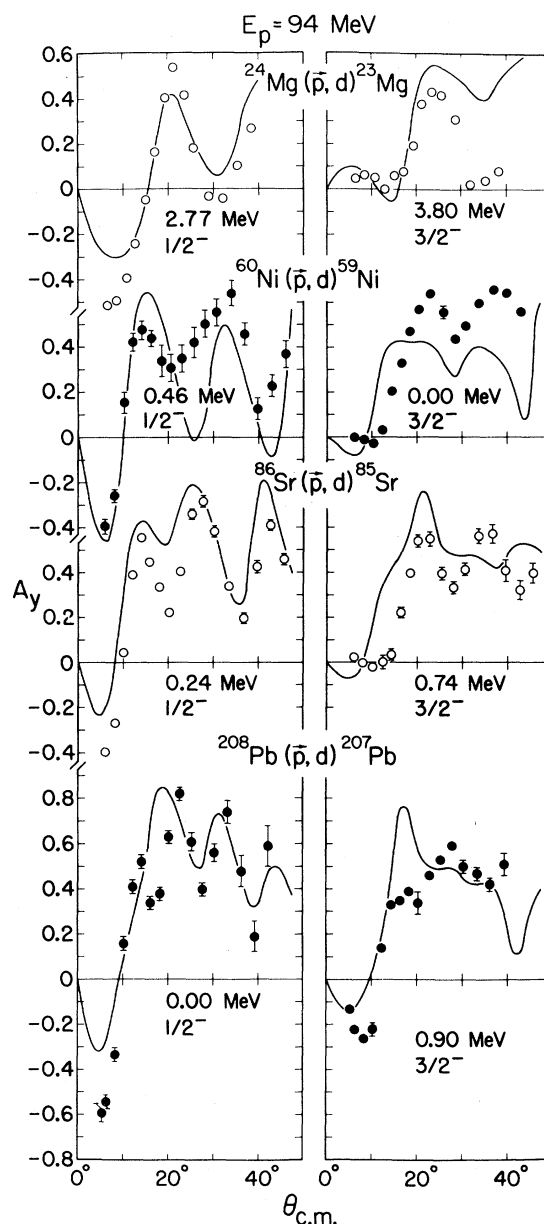 E_p = 94 MeV
0.6
²⁴Mg(p⃗, d)²³Mg
0.4
0.2
0
-0.2
2.77 MeV
1/2⁻
3.80 MeV
3/2⁻
-0.4
⁶⁰Ni(p⃗, d)⁵⁹Ni
0.4
0.2
0.46 MeV
1/2⁻
0.00 MeV
3/2⁻
0
-0.2
⁸⁶Sr(p⃗, d)⁸⁵Sr
-0.4
0.4
A_y
0.2
0
0.24 MeV
1/2⁻
0.74 MeV
3/2⁻
-0.2
-0.4
²⁰⁸Pb(p⃗, d)²⁰⁷Pb
0.8
0.6
0.4
0.2
0
0.00 MeV
1/2⁻
0.90 MeV
3/2⁻
-0.2
-0.4
-0.6
-0.8
0° 20° 40° 0° 20° 40°
θ_c.m. θ_c.m.